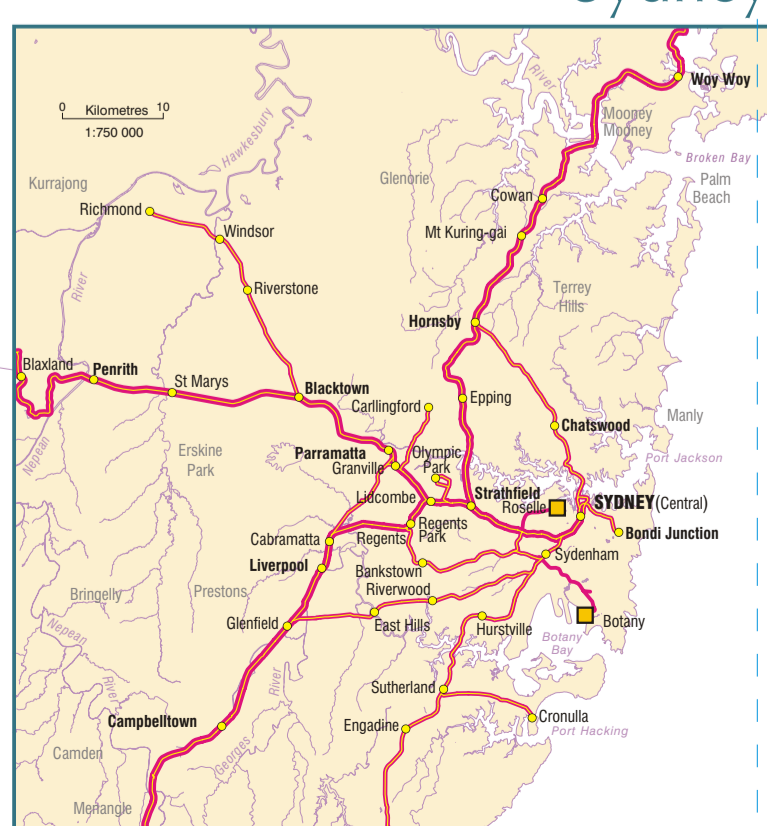 Sydney
Woy Woy
0 Kilometres 10
1:750 000
River
Mooney
Mooney
Hawkesbury
Broken Bay
Kurrajong
Glenorie
Palm
Beach
Cowan
Richmond
Windsor
Mt Kuring-gai
River
Riverstone
Terrey
Hills
Hornsby
Blaxland
Penrith
St Marys
Blacktown
Epping
Carllingford
Manly
Chatswood
Nepean
Erskine
Park
Parramatta
Granville
Olympic
Park
Port Jackson
Lidcombe
Strathfield
Roselle
SYDNEY (Central)
Regents
Park
Bondi Junction
Cabramatta
Regents
Sydenham
Liverpool
Bankstown
Riverwood
Bringelly
Prestons
Glenfield
East Hills
Hurstville
Botany
Nepean
Botany
Bay
River
River
Sutherland
Campbelltown
Engadine
Cronulla
Port Hacking
Georges
Camden
Menangle